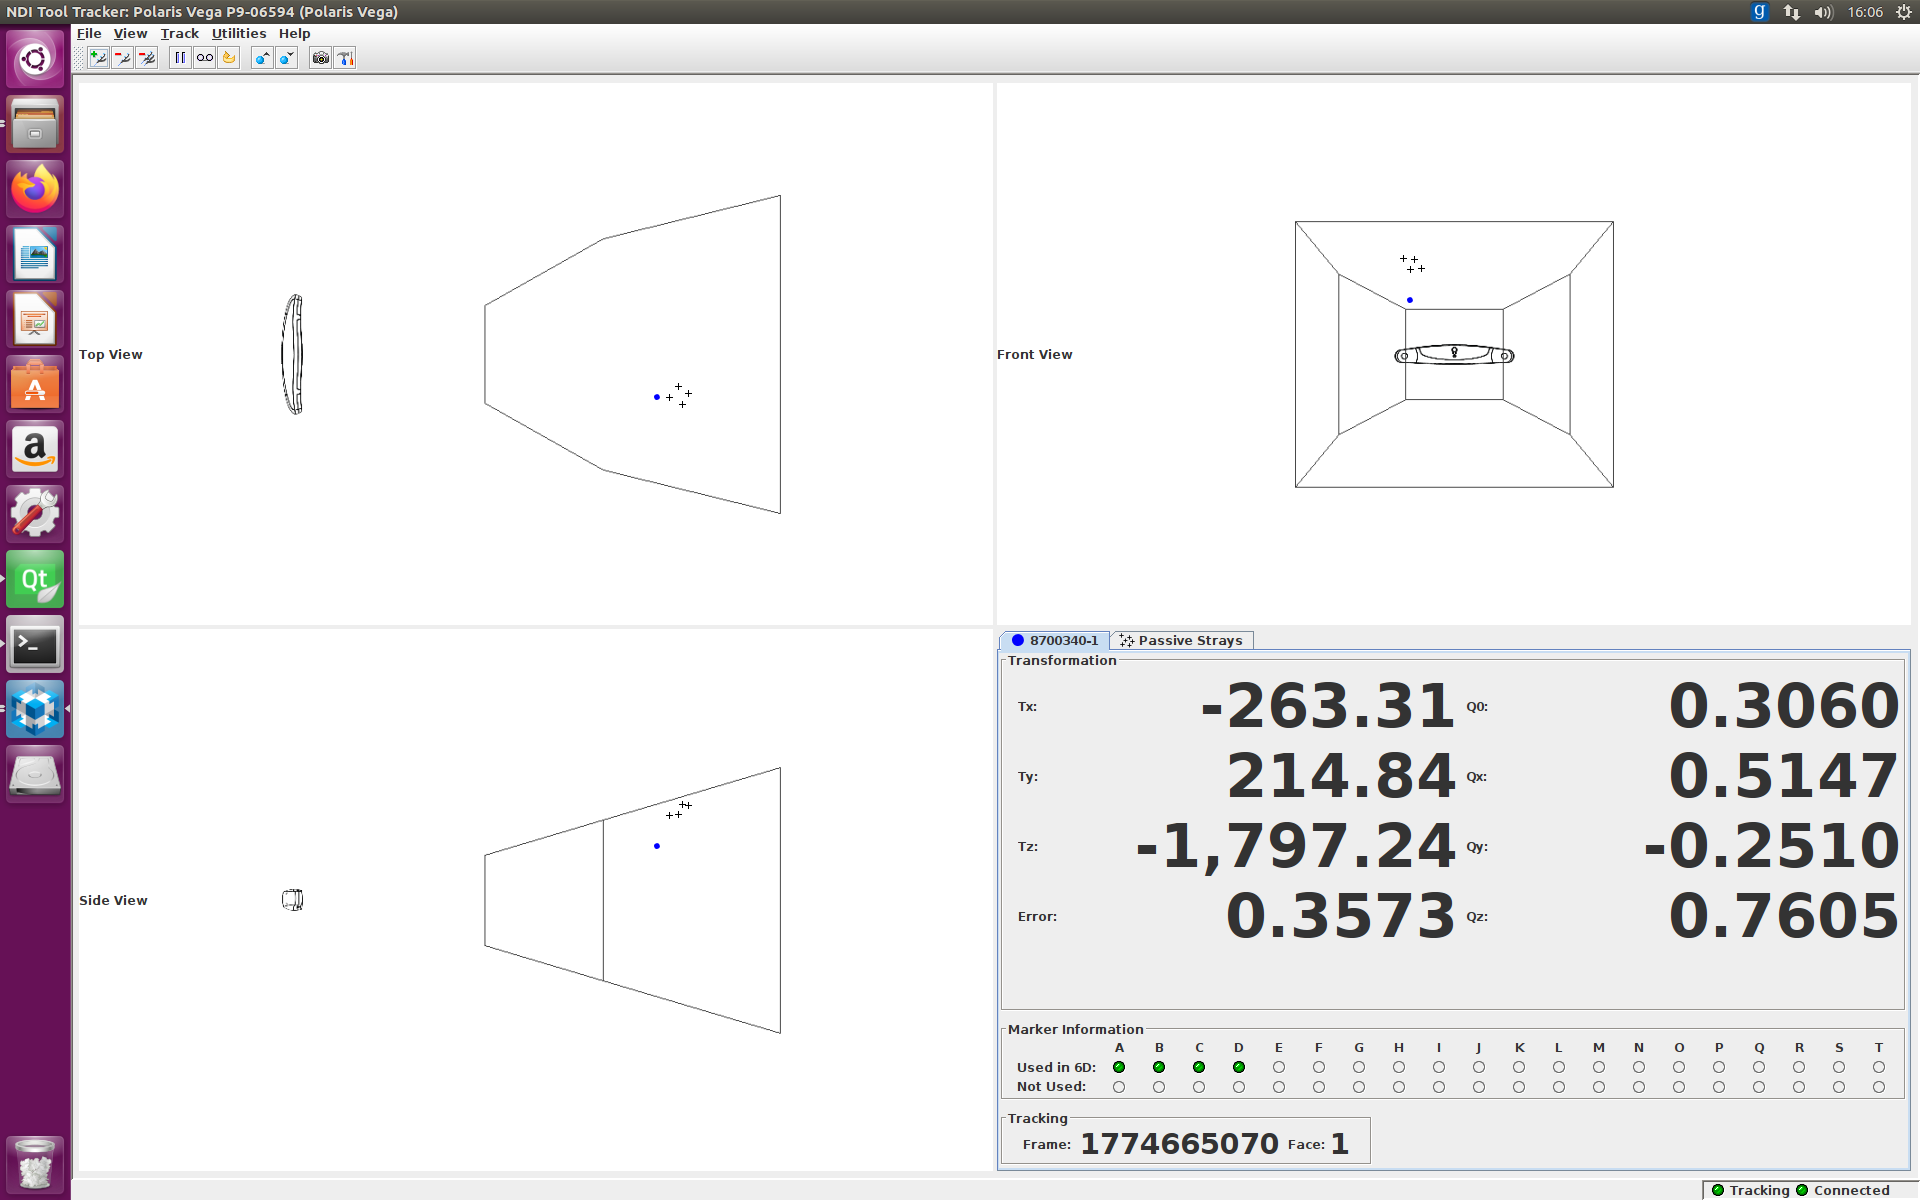 NDI Tool Tracker: Polaris Vega P9-06594 (Polaris Vega)
16:06
File View Track Utilities Help
Top View
Front View
Side View
8700340-1 Passive Strays
Transformation
Tx: -263.31 Q0: 0.3060
Ty: 214.84 Qx: 0.5147
Tz: -1,797.24 Qy: -0.2510
Error: 0.3573 Qz: 0.7605
Marker Information
A B C D E F G H I J K L M N O P Q R S T
Used in 6D:
Not Used:
Tracking
Frame: 1774665070 Face: 1
Tracking Connected
g
A
a
Qt
>_